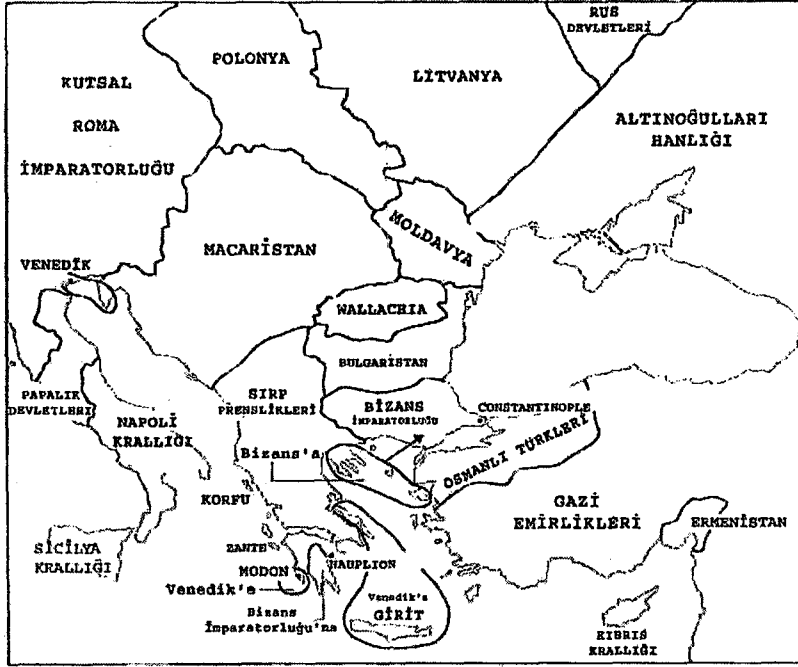 RUS
DEVLETLERİ
POLONYA
LİTVANYA
KUTSAL
ROMA
İMPARATORLUĞU
ALTINOĞULLARI
HANLIĞI
MOLDAVYA
MACARİSTAN
VENEDİK
WALLACHIA
BULGARİSTAN
PAPALIK
DEVLETLERİ
SIRP
PRENSLİKLERİ
BİZANS
İMPARATORLUĞU
CONSTANTINOPLE
NAPOLİ
KRALLIĞI
Bizans'a
OSMANLI TÜRKLERİ
KORFU
GAZİ
EMİRLİKLERİ
ERMENİSTAN
SİCİLYA
KRALLIĞI
ZANTE
NAUPLION
MODON
Venedik'e
Bizans
İmparatorluğu'na
Venedik'e
GİRİT
KIBRIS
KRALLIĞI